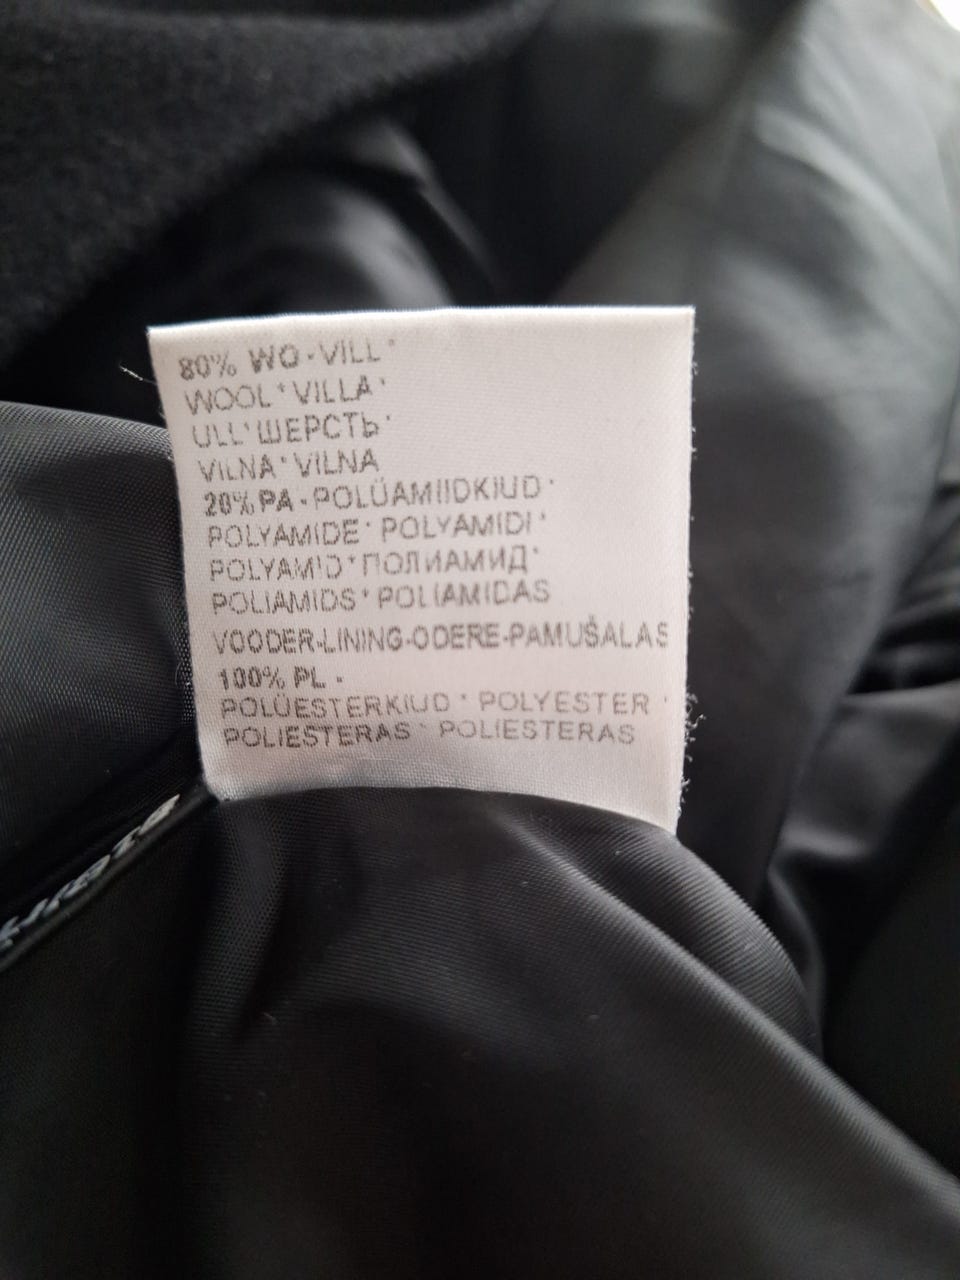 80% WO·VILL*
WOOL*VILLA*
ULL*ШЕРСТЬ*
VILNA*VILNA
20% PA·POLÜAMIIDKIUD*
POLYAMIDE*POLYAMIDI*
POLYAMID*ПОЛИАМИД*
POLIAMIDS*POLIAMIDAS
VOODER-LINING-ODERE-PAMUŠALAS
100% PL·
POLÜESTERKIUD*POLYESTER*
POLIESTERAS*POLIESTERAS